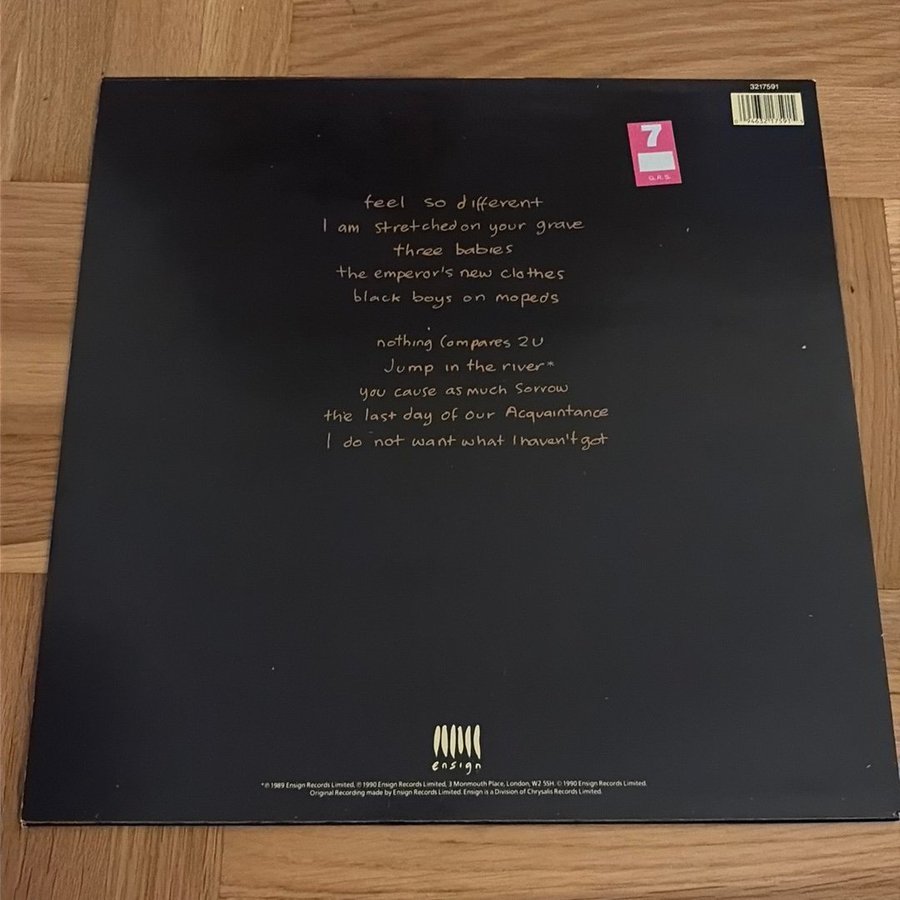 3217591
7
G.R.S.
feel so different
I am stretched on your grave
three babies
the emperor's new clothes
black boys on mopeds
nothing Compares 2U
Jump in the river*
you cause as much Sorrow
the last day of our Acquaintance
I do not want what I haven't got
ensign
*℗ 1989 Ensign Records Limited, ℗ 1990 Ensign Records Limited, 3 Monmouth Place, London, W2 5SH. © 1990 Ensign Records Limited.
Original Recording made by Ensign Records Limited. Ensign is a Division of Chrysalis Records Limited.